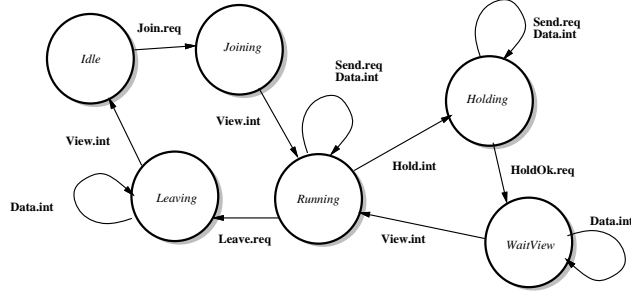 Join.req
Idle
Joining
View.int
View.int
Send.req
Data.int
Send.req
Data.int
Holding
Hold.int
HoldOk.req
Data.int
Leaving
Running
Leave.req
View.int
WaitView
Data.int